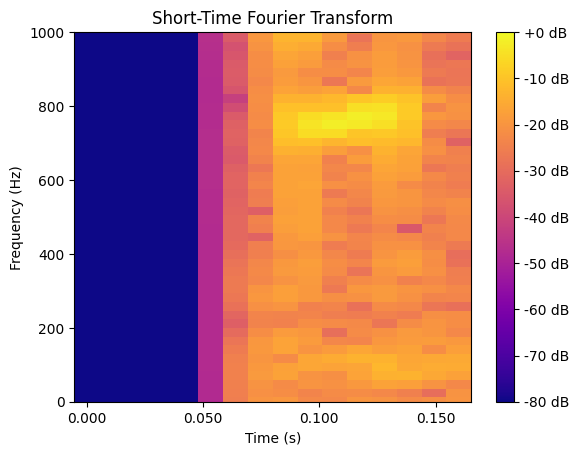 Short-Time Fourier Transform
Frequency (Hz)
1000
800
600
400
200
0
0.000
0.050
0.100
0.150
Time (s)
+0 dB
-10 dB
-20 dB
-30 dB
-40 dB
-50 dB
-60 dB
-70 dB
-80 dB